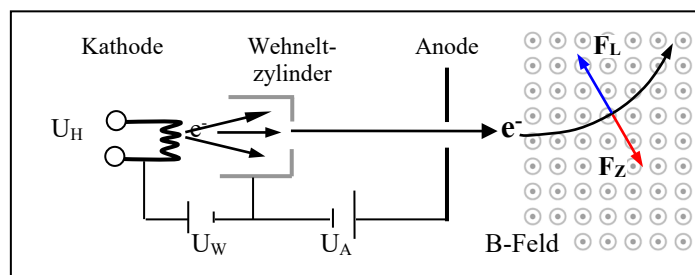 Kathode
Wehnelt-
zylinder
Anode
F_L
U_H
e-
e-
F_Z
U_W
U_A
B-Feld